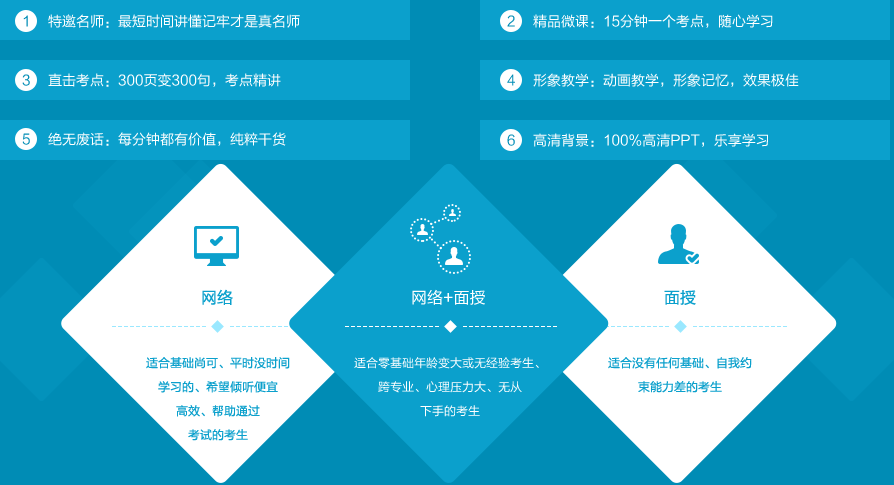 1 特邀名师：最短时间讲懂记牢才是真名师
2 精品微课：15分钟一个考点，随心学习
3 直击考点：300页变300句，考点精讲
4 形象教学：动画教学，形象记忆，效果极佳
5 绝无废话：每分钟都有价值，纯粹干货
6 高清背景：100%高清PPT，乐享学习
网络
适合基础尚可、平时没时间
学习的、希望倾听便宜
高效、帮助通过
考试的考生
网络+面授
适合零基础年龄变大或无经验考生、
跨专业、心理压力大、无从
下手的考生
面授
适合没有任何基础、自我约
束能力差的考生